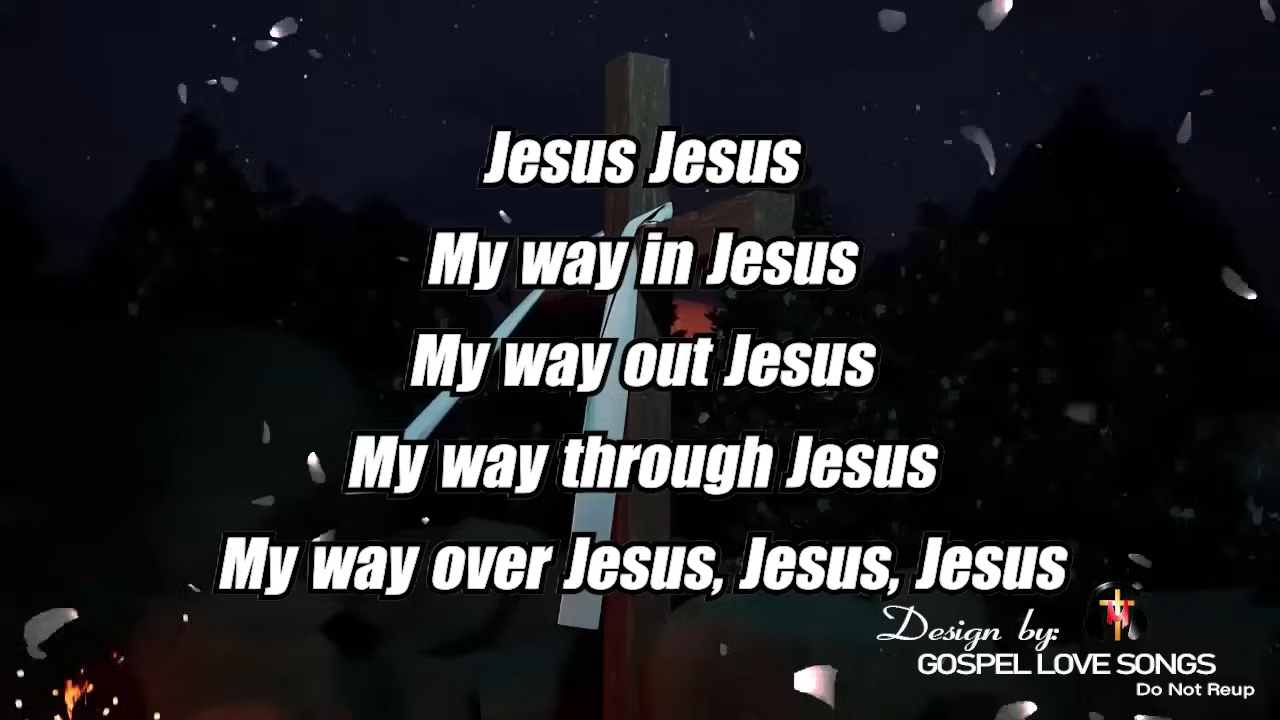 Jesus Jesus
My way in Jesus
My way out Jesus
My way through Jesus
My way over Jesus, Jesus, Jesus
Design by:
GOSPEL LOVE SONGS
Do Not Reup